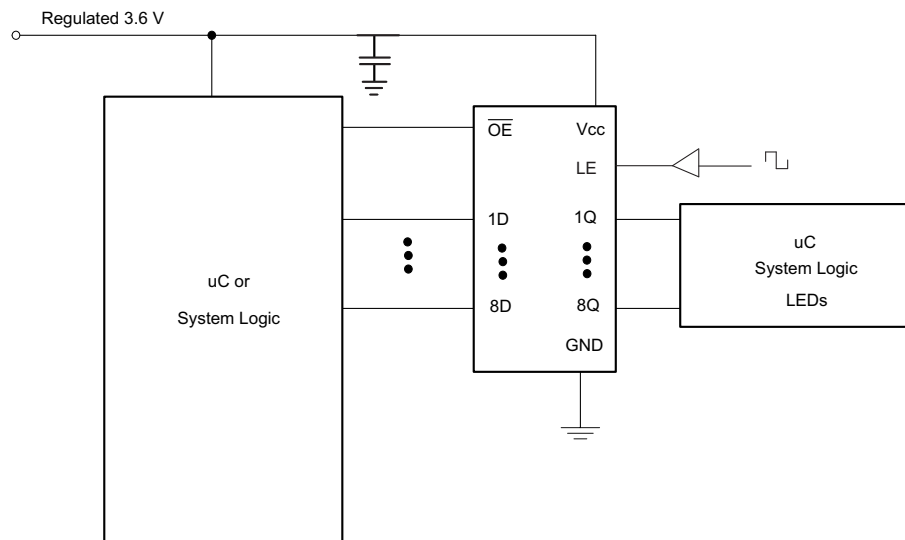 Regulated 3.6 V
OE
Vcc
LE
1D
1Q
uC or
System Logic
uC
System Logic
LEDs
8D
8Q
GND